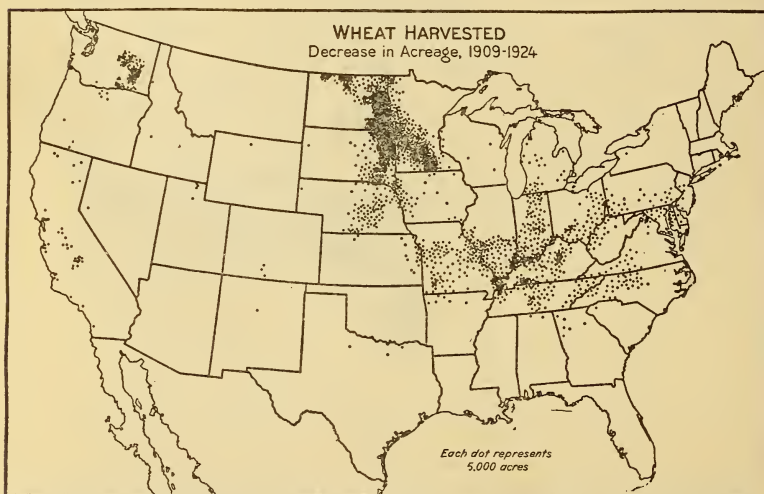 WHEAT HARVESTED
Decrease in Acreage, 1909-1924
Each dot represents
5,000 acres